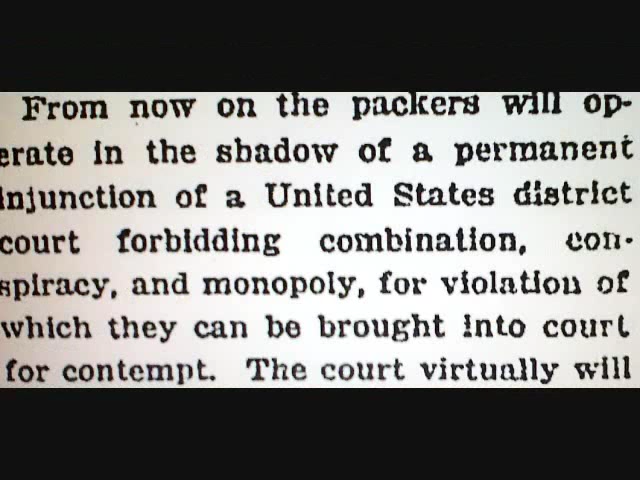 From now on the packers will op-
erate in the shadow of a permanent
injunction of a United States district
court forbidding combination, con-
spiracy, and monopoly, for violation of
which they can be brought into court
for contempt. The court virtually will